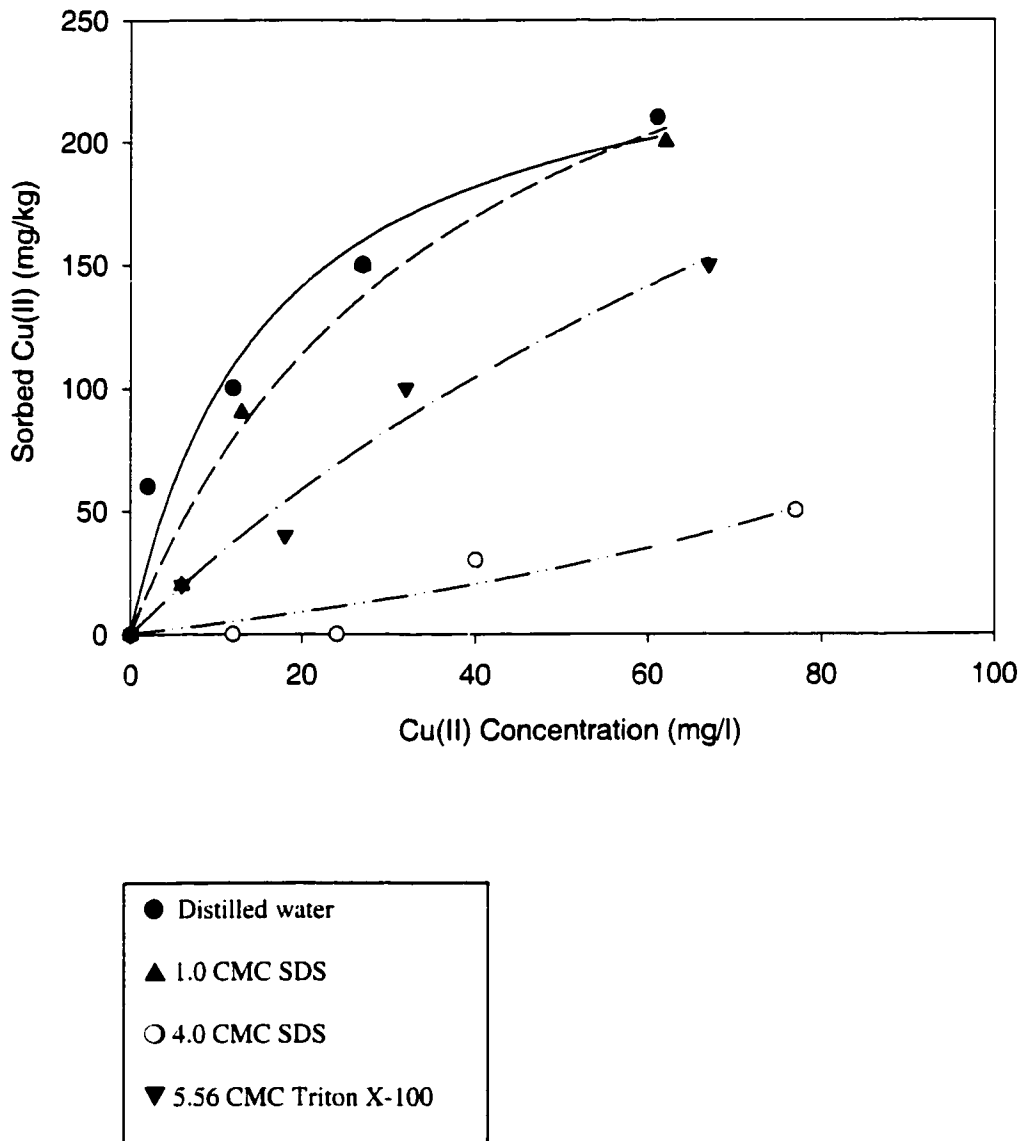 250
200
150
100
50
0
Sorbed Cu(II) (mg/kg)
0 20 40 60 80 100
Cu(II) Concentration (mg/l)
Distilled water
1.0 CMC SDS
4.0 CMC SDS
5.56 CMC Triton X-100